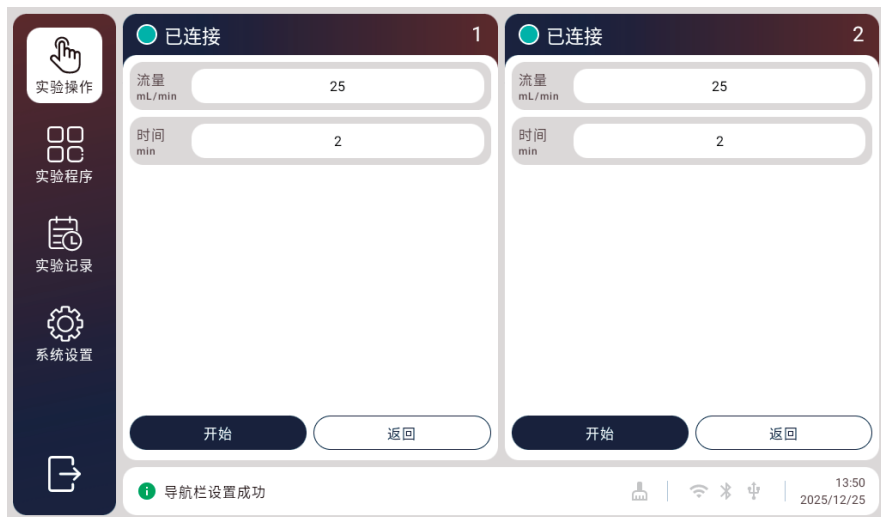 实验操作
实验程序
实验记录
系统设置
已连接 1
流量
mL/min
25
时间
min
2
开始 返回
已连接 2
流量
mL/min
25
时间
min
2
开始 返回
导航栏设置成功
13:50
2025/12/25